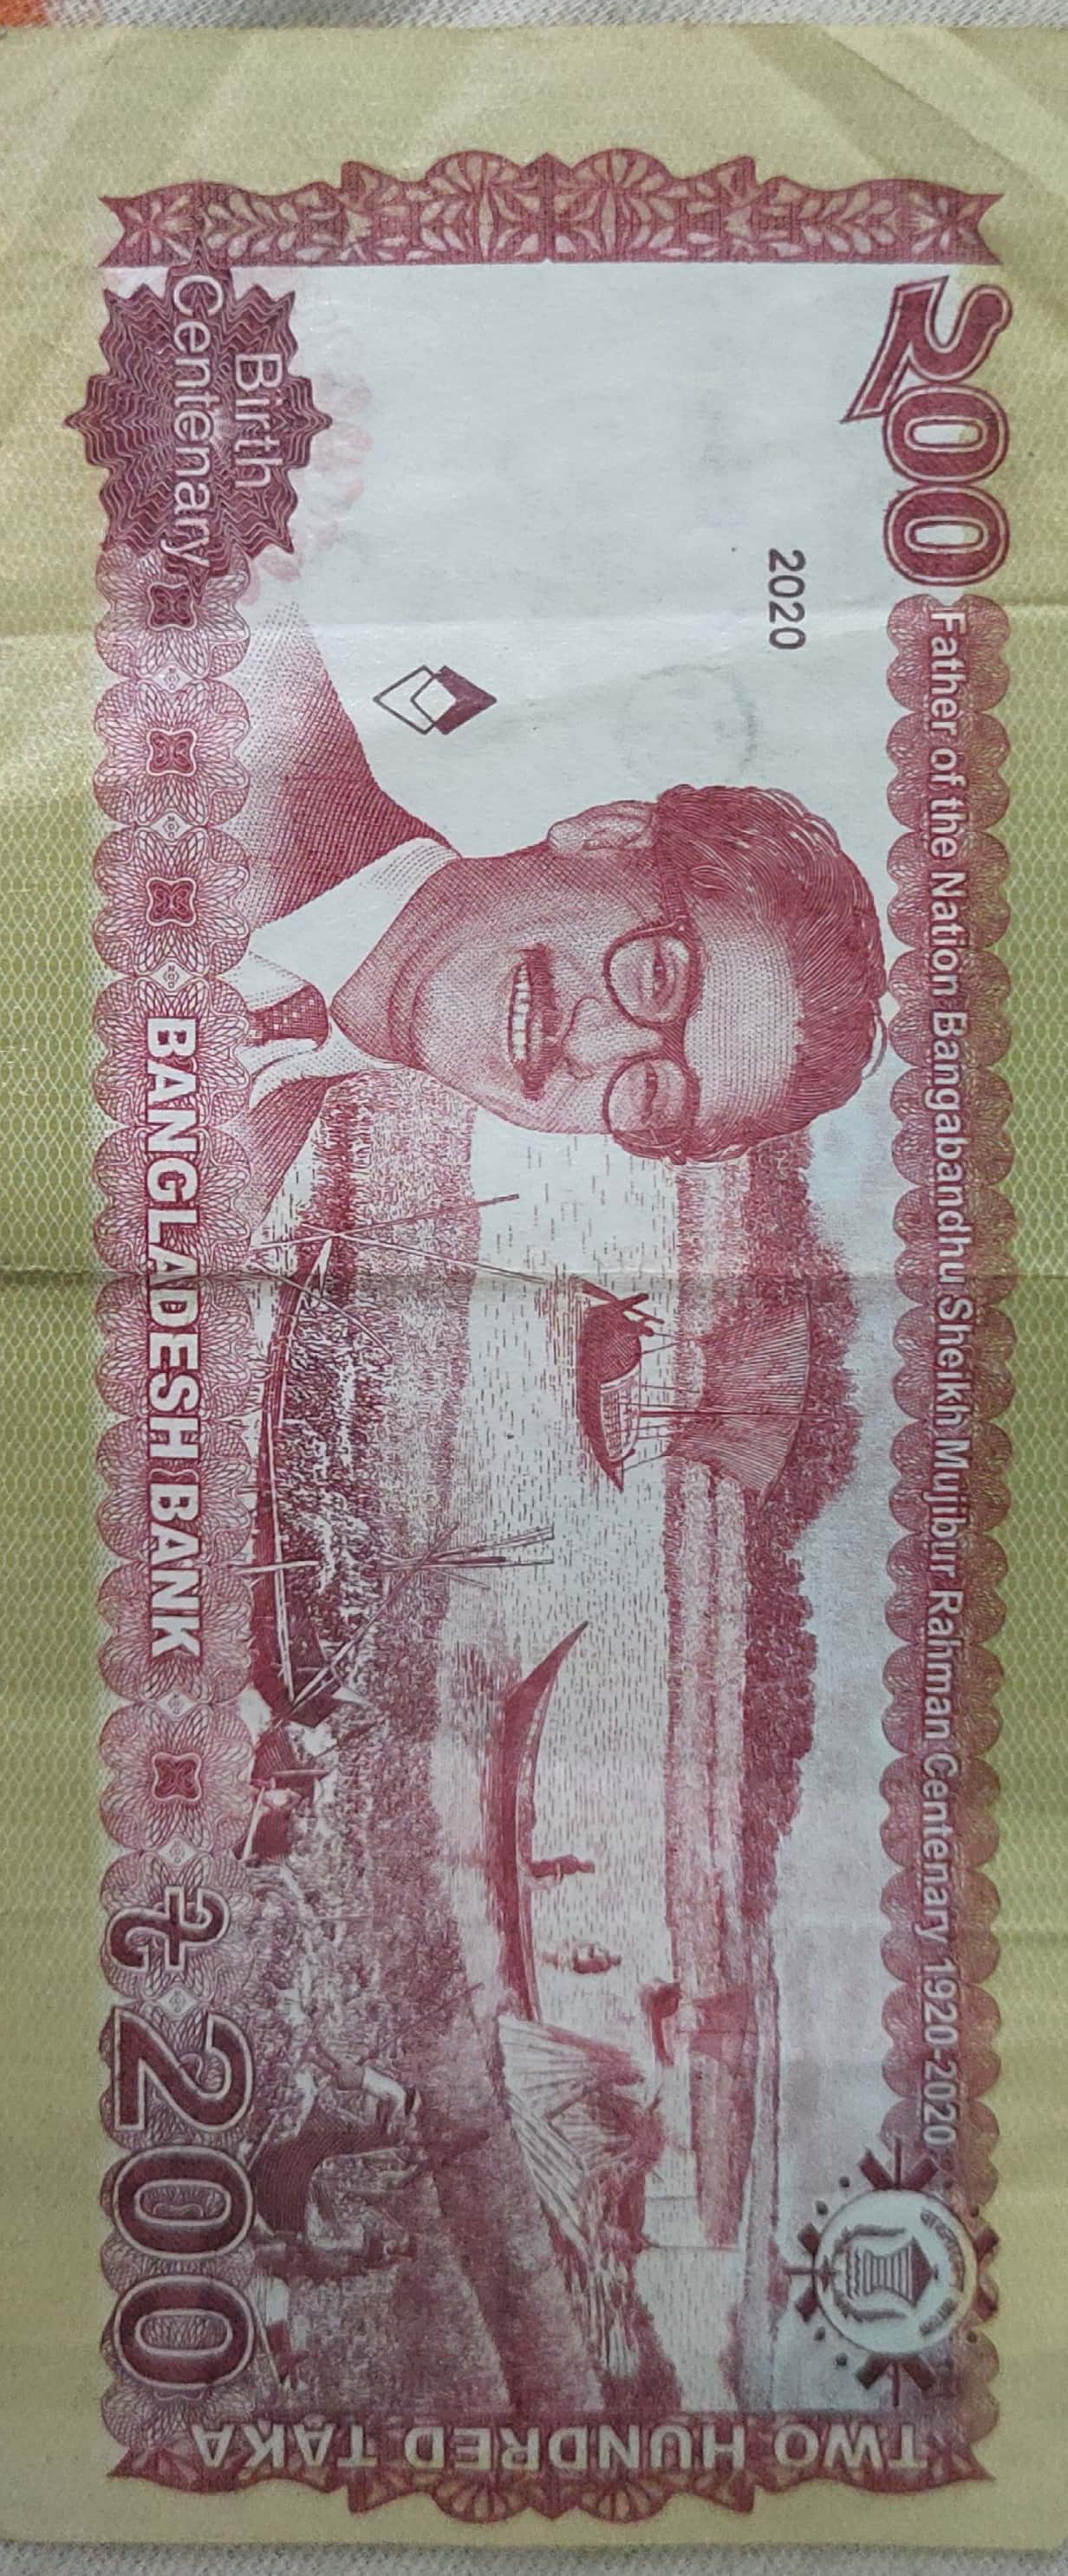 ২00
Father of the Nation Bangabandhu Sheikh Mujibur Rahman Centenary 1920-2020
2020
TWO HUNDRED TAKA
Birth
Centenary
BANGLADESH BANK
৳200